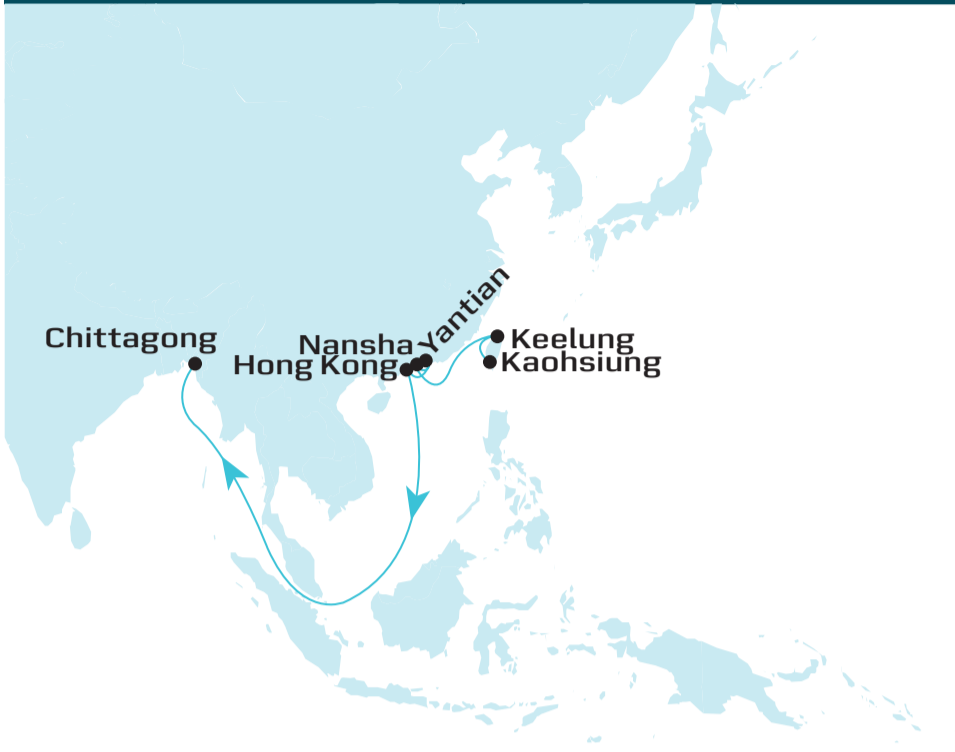 Chittagong
Yantian
Nansha
Hong Kong
Keelung
Kaohsiung